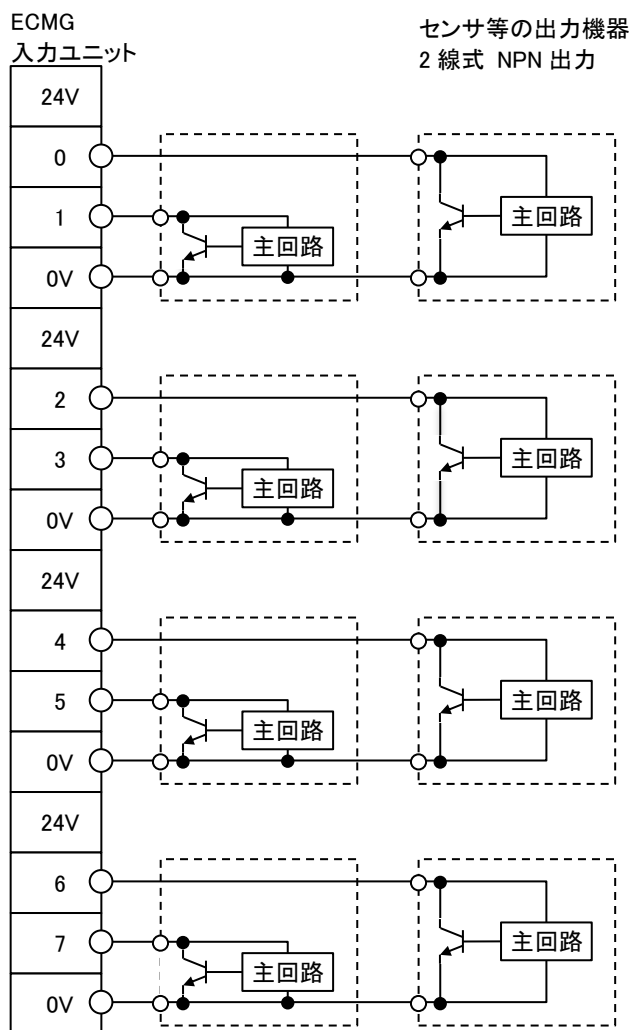 ECMG
入力ユニット
センサ等の出力機器
2 線式 NPN 出力
24V
0
主回路
1
主回路
0V
24V
2
主回路
3
主回路
0V
24V
4
主回路
5
主回路
0V
24V
6
主回路
7
主回路
0V